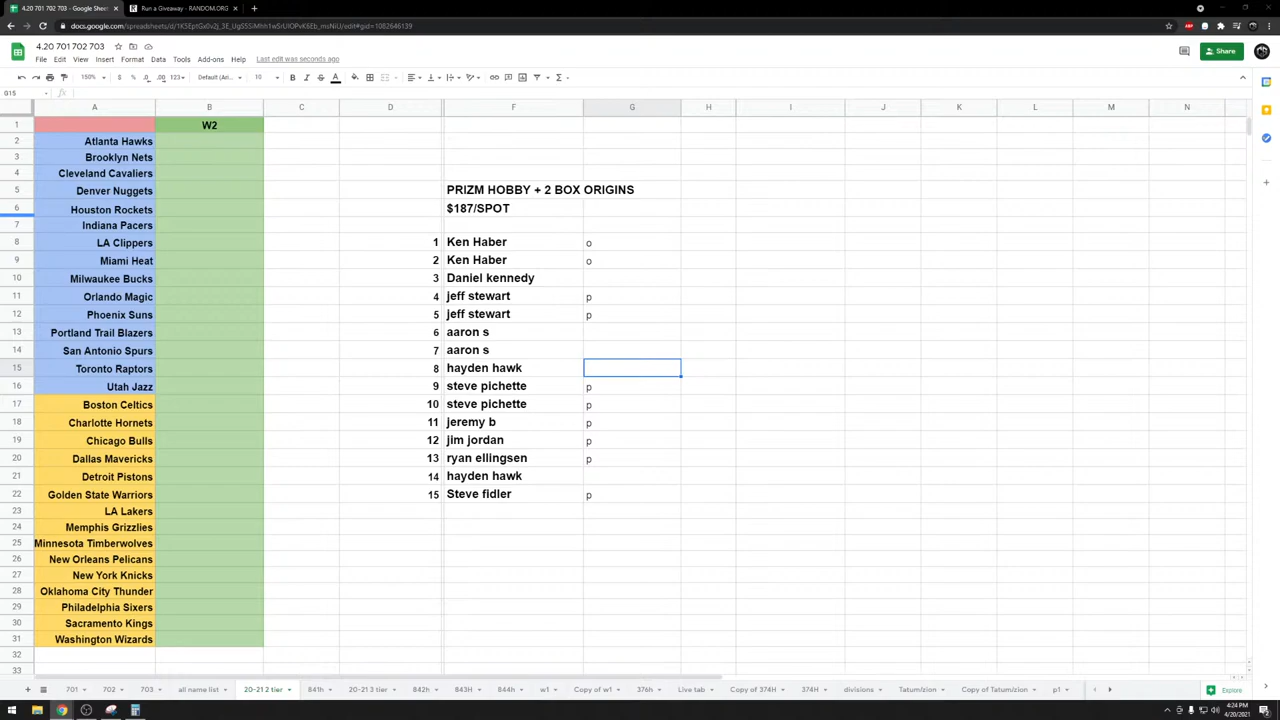 4.20 701 702 703 - Google Sheets
Run a Giveaway - RANDOM.ORG
4.20 701 702 703
File Edit View Insert Format Data Tools Add-ons Help Last edit was seconds ago
Share
150% $ % .0 .00 123 Default (Ari... 10
G15
A B C D F G H I J K L M N
1 W2
2 Atlanta Hawks
3 Brooklyn Nets
4 Cleveland Cavaliers
5 Denver Nuggets PRIZM HOBBY + 2 BOX ORIGINS
6 Houston Rockets $187/SPOT
7 Indiana Pacers
8 LA Clippers 1 Ken Haber o
9 Miami Heat 2 Ken Haber o
10 Milwaukee Bucks 3 Daniel kennedy
11 Orlando Magic 4 jeff stewart p
12 Phoenix Suns 5 jeff stewart p
13 Portland Trail Blazers 6 aaron s
14 San Antonio Spurs 7 aaron s
15 Toronto Raptors 8 hayden hawk
16 Utah Jazz 9 steve pichette p
17 Boston Celtics 10 steve pichette p
18 Charlotte Hornets 11 jeremy b p
19 Chicago Bulls 12 jim jordan p
20 Dallas Mavericks 13 ryan ellingsen p
21 Detroit Pistons 14 hayden hawk
22 Golden State Warriors 15 Steve fidler p
23 LA Lakers
24 Memphis Grizzlies
25 Minnesota Timberwolves
26 New Orleans Pelicans
27 New York Knicks
28 Oklahoma City Thunder
29 Philadelphia Sixers
30 Sacramento Kings
31 Washington Wizards
32
33
701 702 703 all name list 20-21 2 tier 841h 20-21 3 tier 842h 843H 844h w1 Copy of w1 376h Live tab Copy of 374H 374H divisions Tatum/zion Copy of Tatum/zion p1 Explore
4:24 PM
4/20/2021